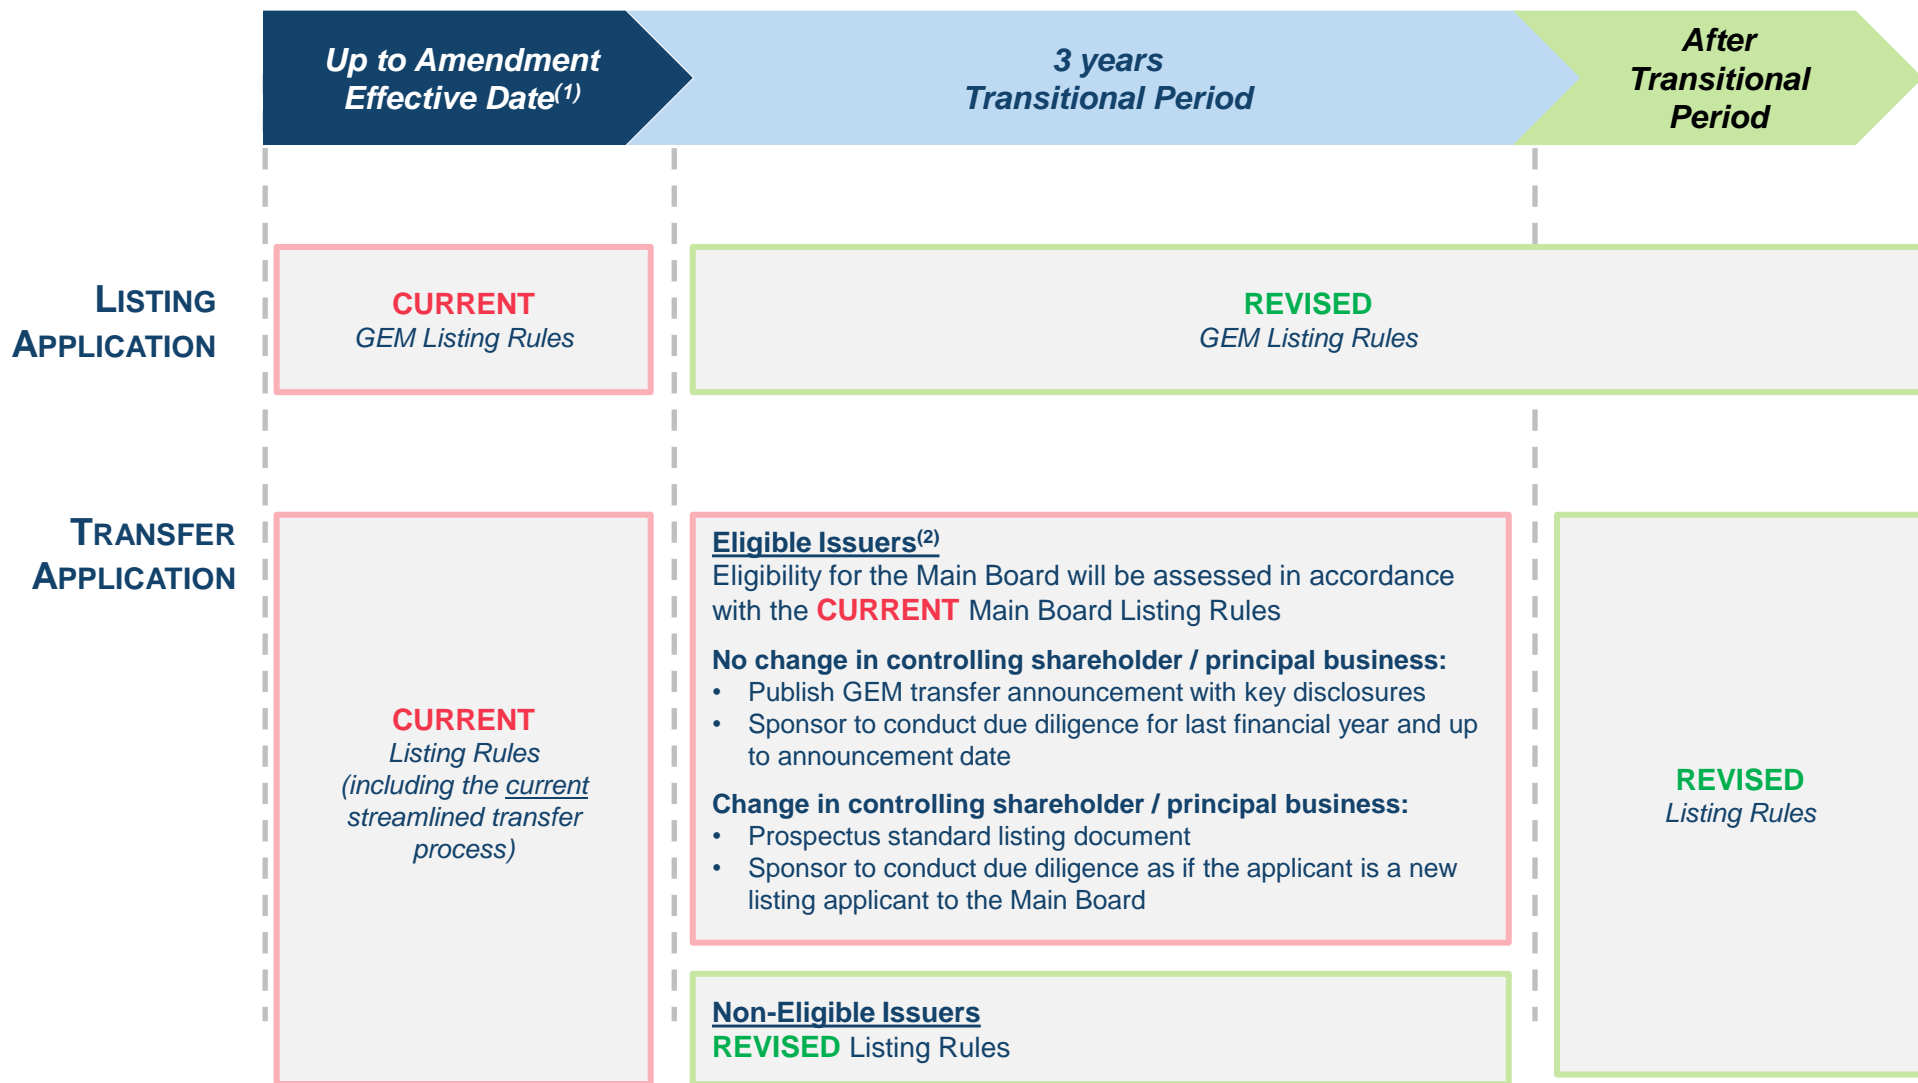 Up to Amendment
Effective Date(1)
3 years
Transitional Period
After
Transitional
Period
LISTING
APPLICATION
CURRENT
GEM Listing Rules
REVISED
GEM Listing Rules
TRANSFER
APPLICATION
CURRENT
Listing Rules
(including the current
streamlined transfer
process)
Eligible Issuers(2)
Eligibility for the Main Board will be assessed in accordance
with the CURRENT Main Board Listing Rules
No change in controlling shareholder / principal business:
• Publish GEM transfer announcement with key disclosures
• Sponsor to conduct due diligence for last financial year and up
to announcement date
Change in controlling shareholder / principal business:
• Prospectus standard listing document
• Sponsor to conduct due diligence as if the applicant is a new
listing applicant to the Main Board
Non-Eligible Issuers
REVISED Listing Rules
REVISED
Listing Rules